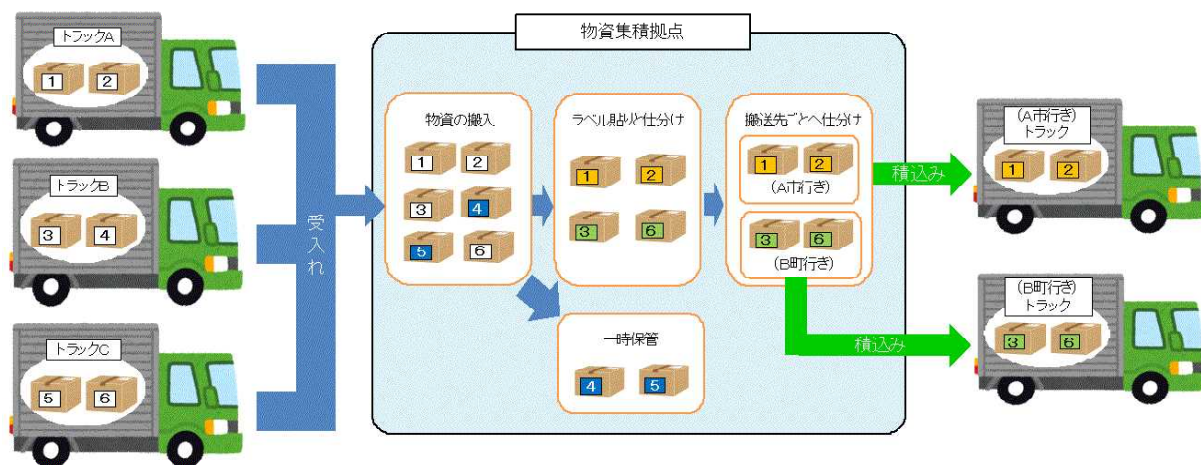 物資集積拠点
トラックA
1 2
トラックB
3 4
トラックC
5 6
受入れ
物資の搬入
1 2
3 4
5 6
ラベル貼りと仕分け
1 2
3 6
搬送先ごとへ仕分け
1 2
(A市行き)
3 6
(B町行き)
一時保管
4 5
積込み
積込み
(A市行き)
トラック
1 2
(B町行き)
トラック
3 6